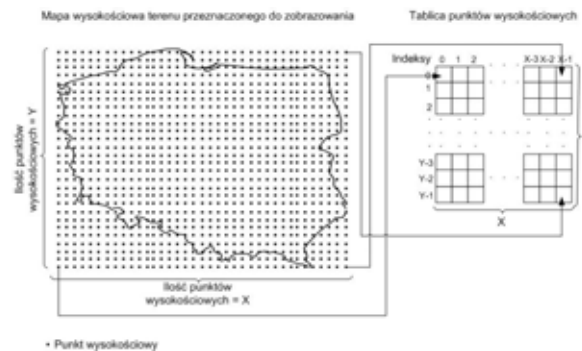 Mapa wysokościowa terenu przeznaczonego do zobrazowania
Tablica punktów wysokościowych
Indeksy 0 1 2 X-3 X-2 X-1
0
1
2
Y-3
Y-2
Y-1
X
Ilość punktów
wysokościowych = Y
Ilość punktów
wysokościowych = X
• Punkt wysokościowy